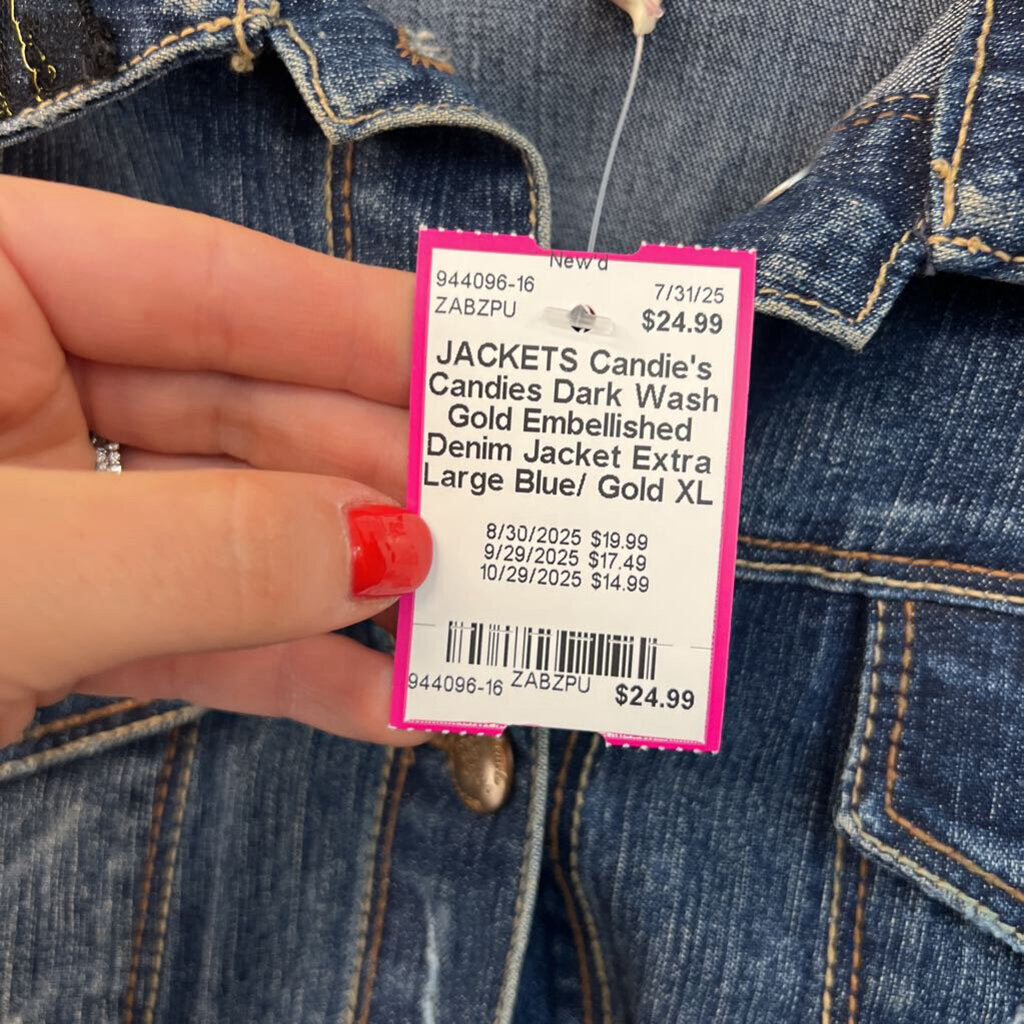 New'd
944096-16 7/31/25
ZABZPU $24.99
JACKETS Candie's
Candies Dark Wash
Gold Embellished
Denim Jacket Extra
Large Blue/ Gold XL
8/30/2025 $19.99
9/29/2025 $17.49
10/29/2025 $14.99
944096-16 ZABZPU $24.99